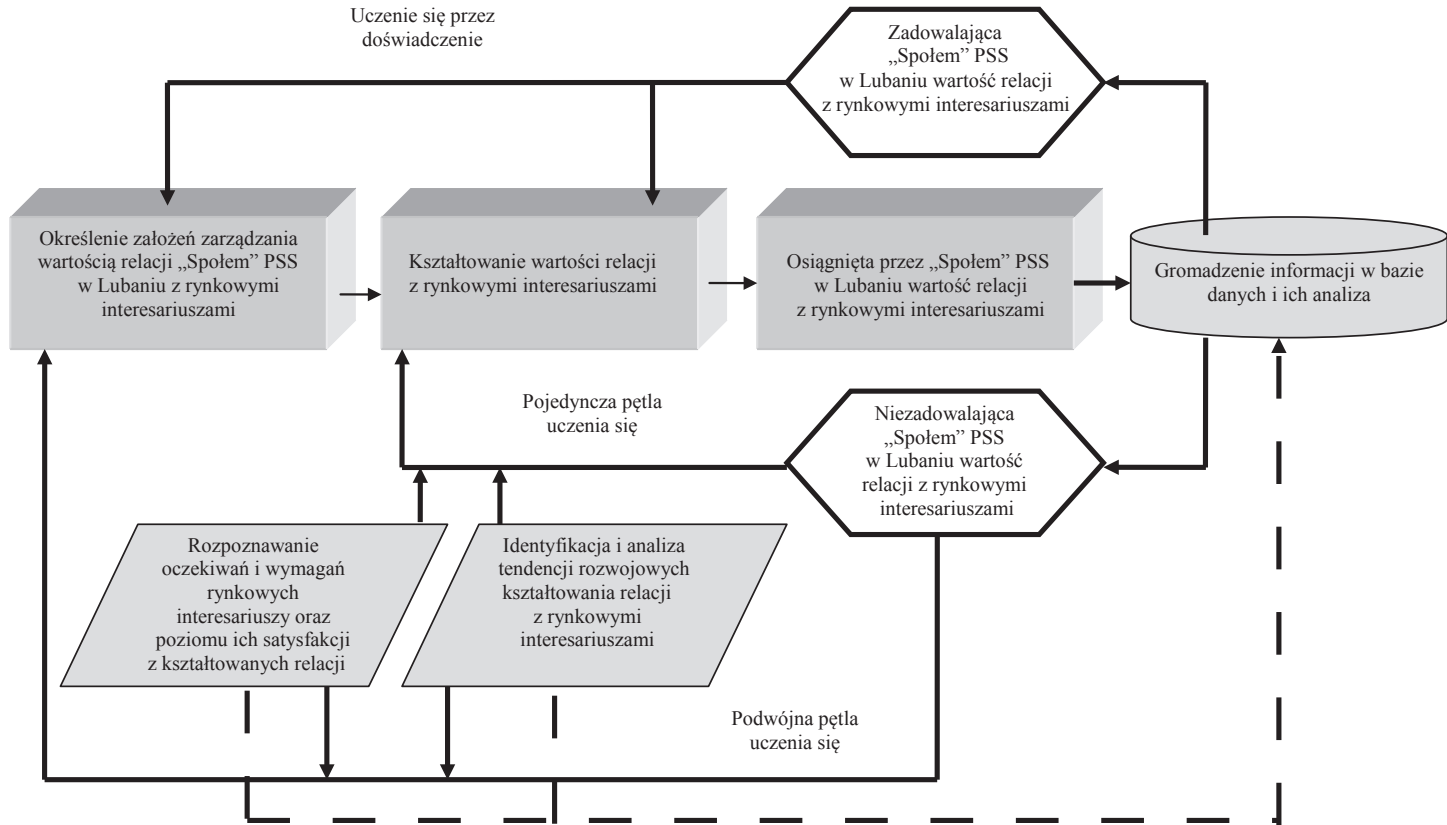 Uczenie się przez
doświadczenie
Zadowalająca
„Społem” PSS
w Lubaniu wartość relacji
z rynkowymi interesariuszami
Określenie założeń zarządzania
wartością relacji „Społem” PSS
w Lubaniu z rynkowymi
interesariuszami
Kształtowanie wartości relacji
z rynkowymi interesariuszami
Osiągnięta przez „Społem” PSS
w Lubaniu wartość relacji
z rynkowymi interesariuszami
Gromadzenie informacji w bazie
danych i ich analiza
Pojedyncza pętla
uczenia się
Niezadowalająca
„Społem” PSS
w Lubaniu wartość
relacji z rynkowymi
interesariuszami
Rozpoznawanie
oczekiwań i wymagań
rynkowych
interesariuszy oraz
poziomu ich satysfakcji
z kształtowanych relacji
Identyfikacja i analiza
tendencji rozwojowych
kształtowania relacji
z rynkowymi
interesariuszami
Podwójna pętla
uczenia się